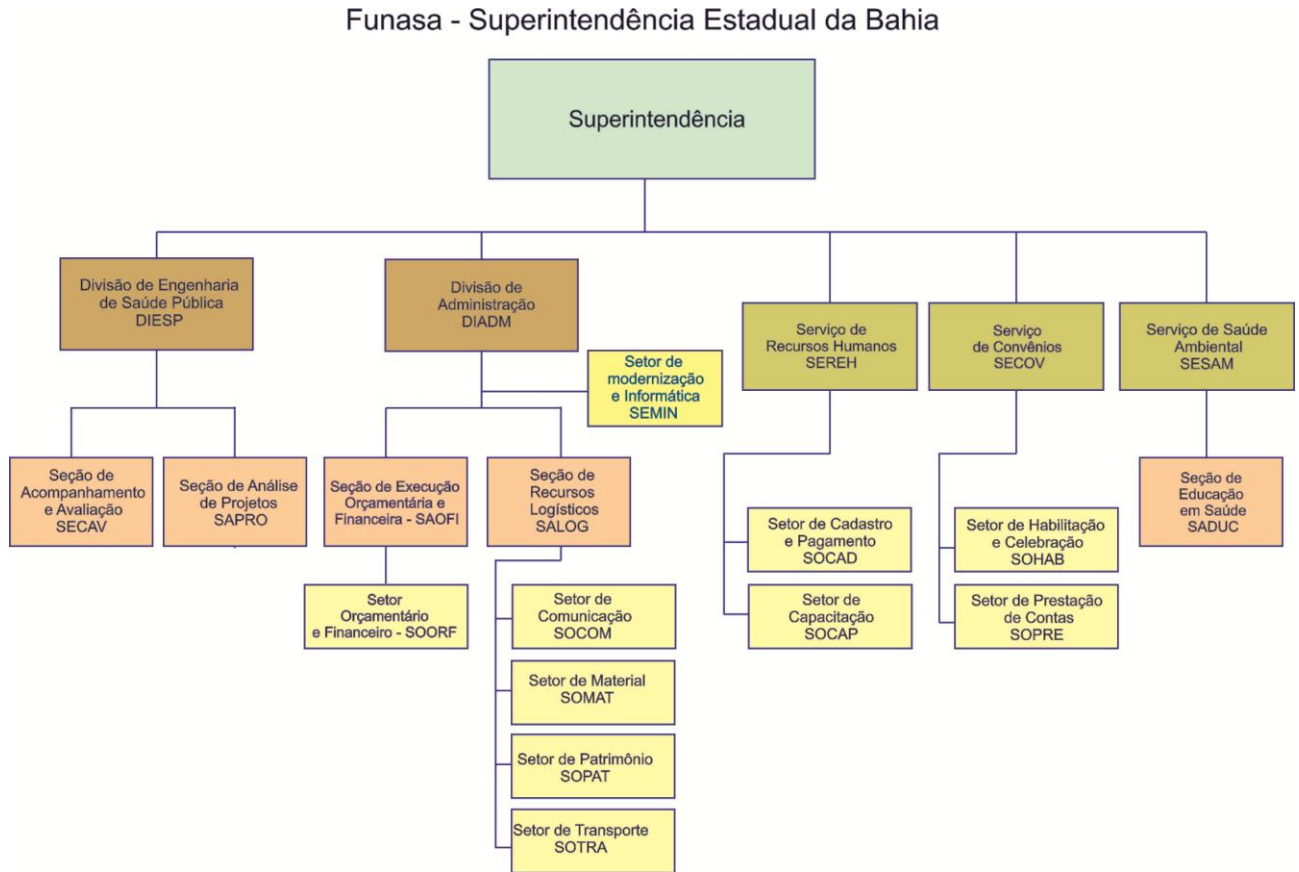 Funasa - Superintendência Estadual da Bahia
Superintendência
Divisão de Engenharia
de Saúde Pública
DIESP
Divisão de
Administração
DIADM
Serviço de
Recursos Humanos
SEREH
Serviço
de Convênios
SECOV
Serviço de Saúde
Ambiental
SESAM
Setor de
modernização
e Informática
SEMIN
Seção de
Acompanhamento
e Avaliação
SECAV
Seção de Análise
de Projetos
SAPRO
Seção de Execução
Orçamentária e
Financeira - SAOFI
Seção de
Recursos
Logísticos
SALOG
Seção de
Educação
em Saúde
SADUC
Setor
Orçamentário
e Financeiro - SOORF
Setor de
Comunicação
SOCOM
Setor de Material
SOMAT
Setor de Patrimônio
SOPAT
Setor de Transporte
SOTRA
Setor de Cadastro
e Pagamento
SOCAD
Setor de
Capacitação
SOCAP
Setor de Habilitação
e Celebração
SOHAB
Setor de Prestação
de Contas
SOPRE